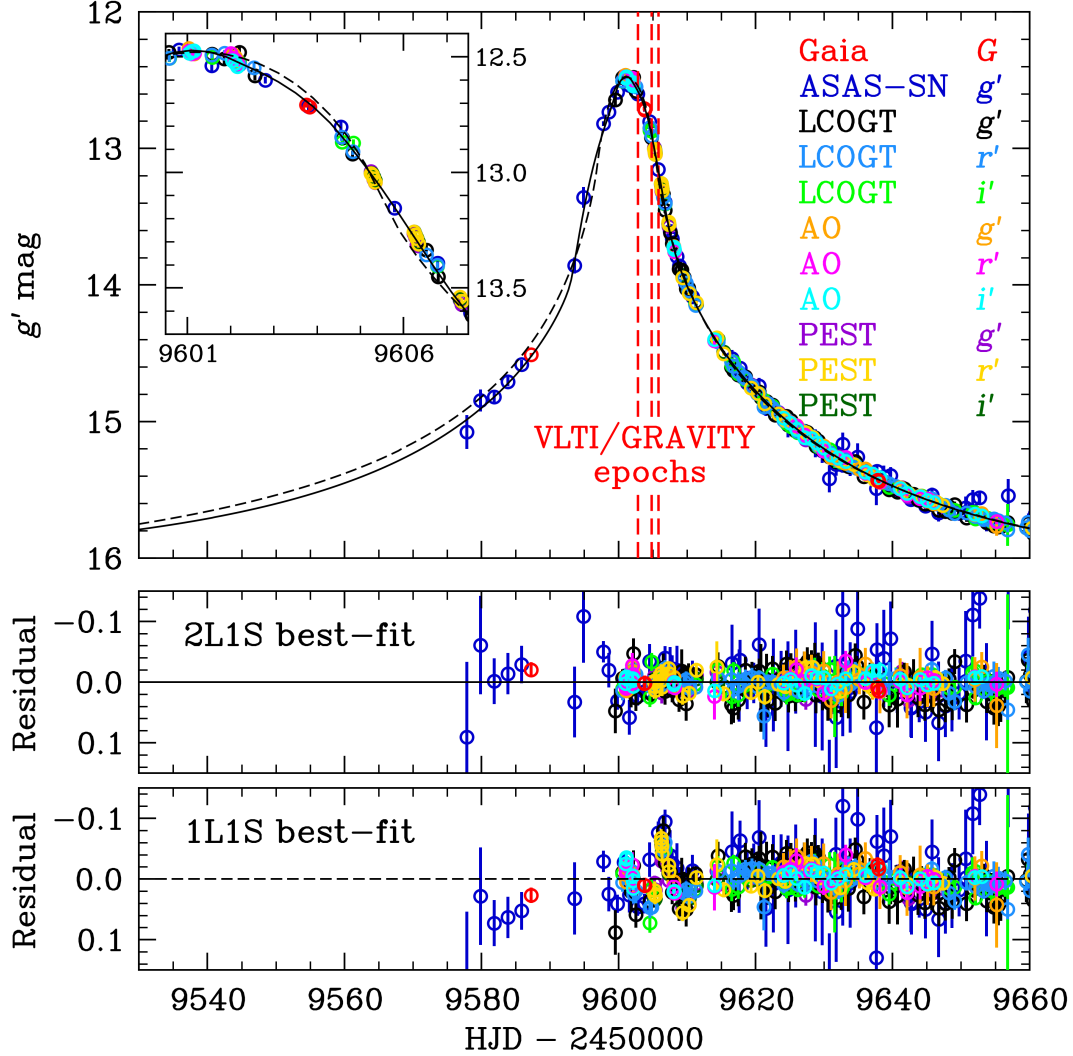 12
13
14
15
16
g' mag
12.5
13.0
13.5
9601 9606
Gaia G
ASAS-SN g'
LCOGT g'
LCOGT r'
LCOGT i'
AO g'
AO r'
AO i'
PEST g'
PEST r'
PEST i'
VLTI/GRAVITY
epochs
2L1S best-fit
-0.1
0.0
0.1
Residual
1L1S best-fit
-0.1
0.0
0.1
Residual
9540 9560 9580 9600 9620 9640 9660
HJD - 2450000